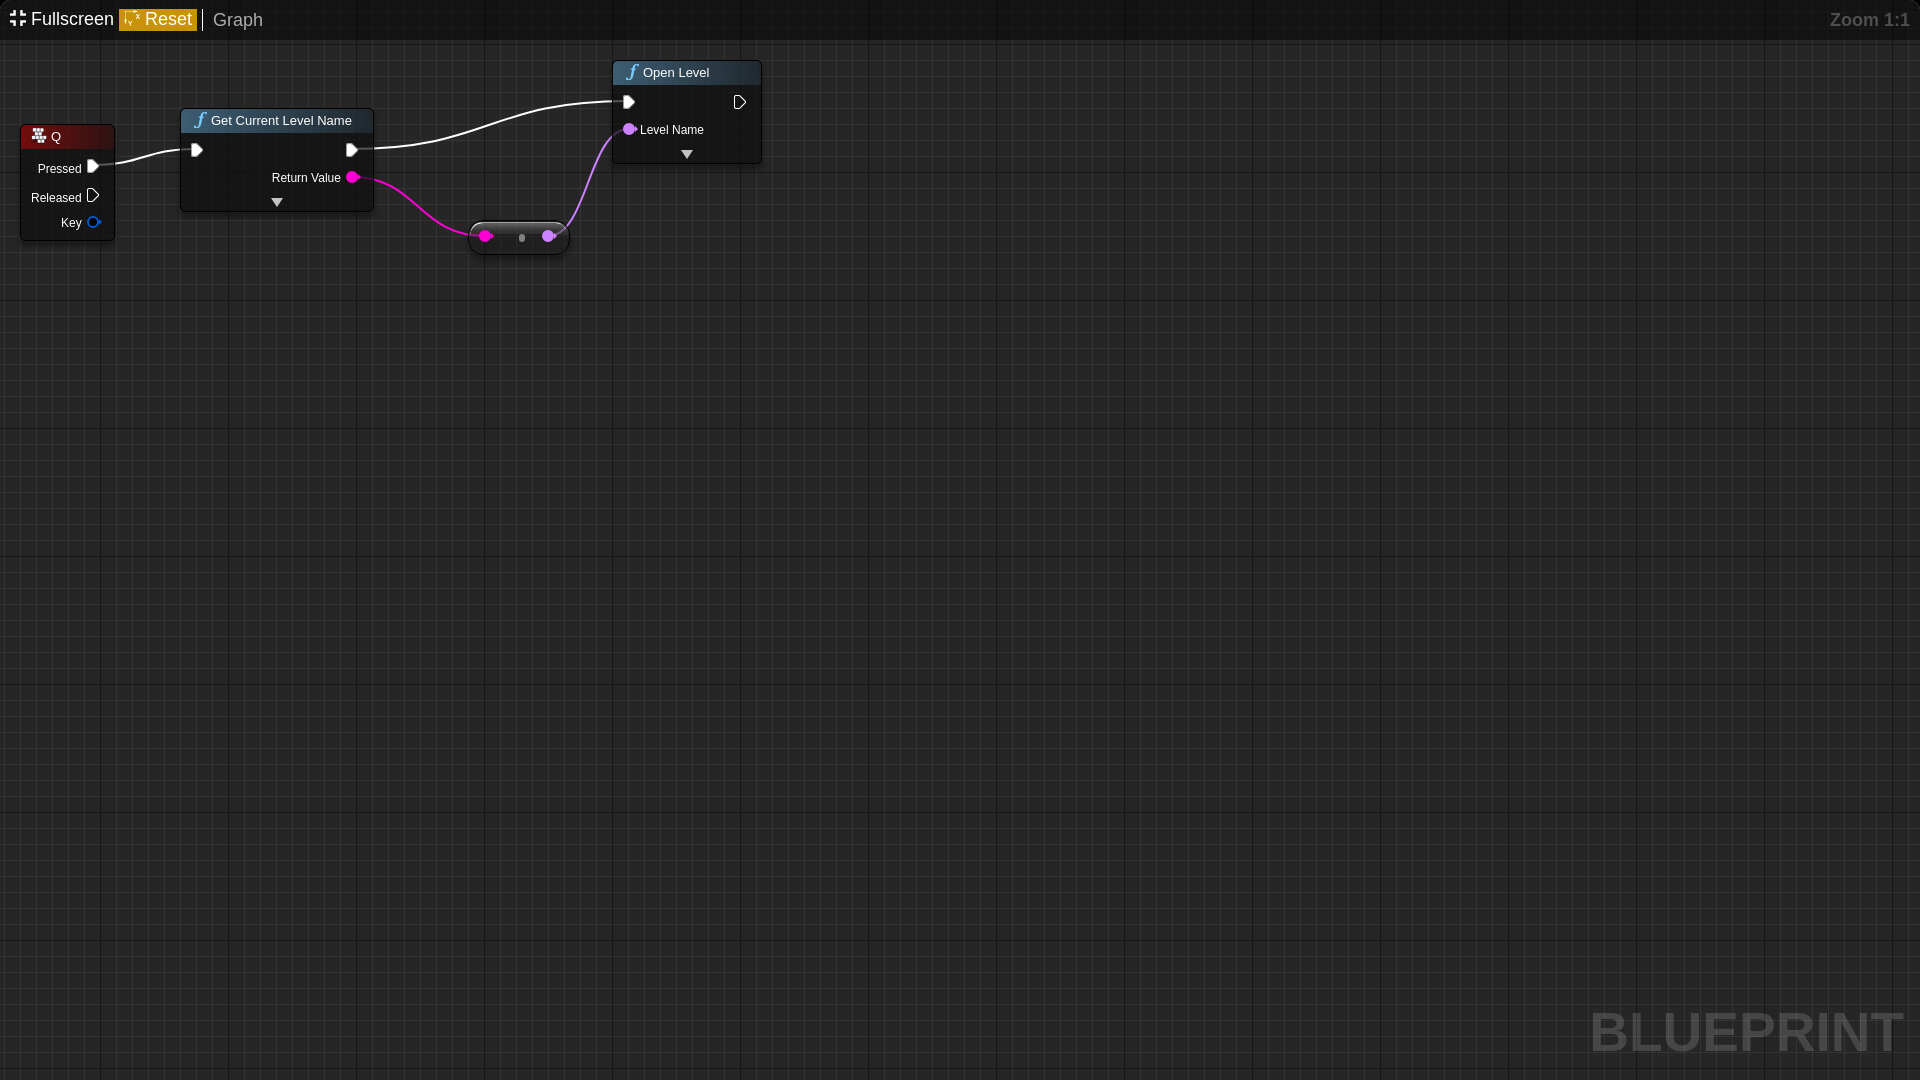 Fullscreen Reset Graph
Zoom 1:1
Open Level
Level Name
Get Current Level Name
Return Value
Q
Pressed
Released
Key
BLUEPRINT